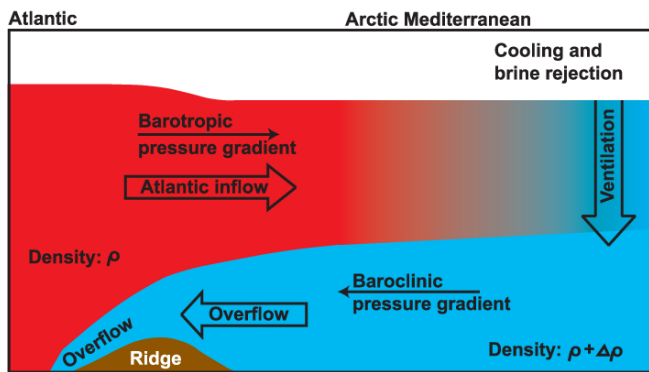 Atlantic
Arctic Mediterranean
Cooling and
brine rejection
Barotropic
pressure gradient
Atlantic inflow
Ventilation
Density: ρ
Baroclinic
pressure gradient
Overflow
Overflow
Ridge
Density: ρ + Δρ